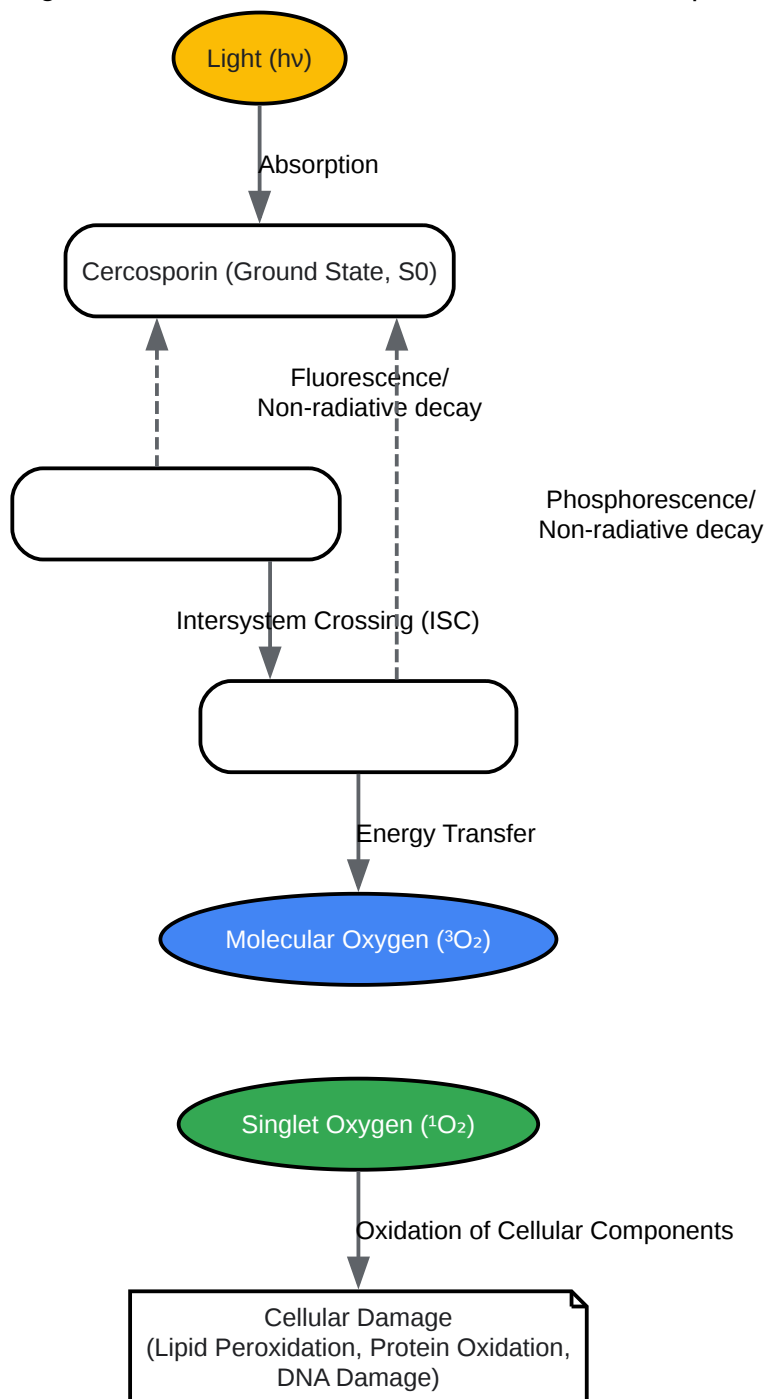 Light (hν)
Absorption
Cercosporin (Ground State, S0)
Fluorescence/
Non-radiative decay
Phosphorescence/
Non-radiative decay
Intersystem Crossing (ISC)
Energy Transfer
Molecular Oxygen (³O₂)
Singlet Oxygen (¹O₂)
Oxidation of Cellular Components
Cellular Damage
(Lipid Peroxidation, Protein Oxidation,
DNA Damage)